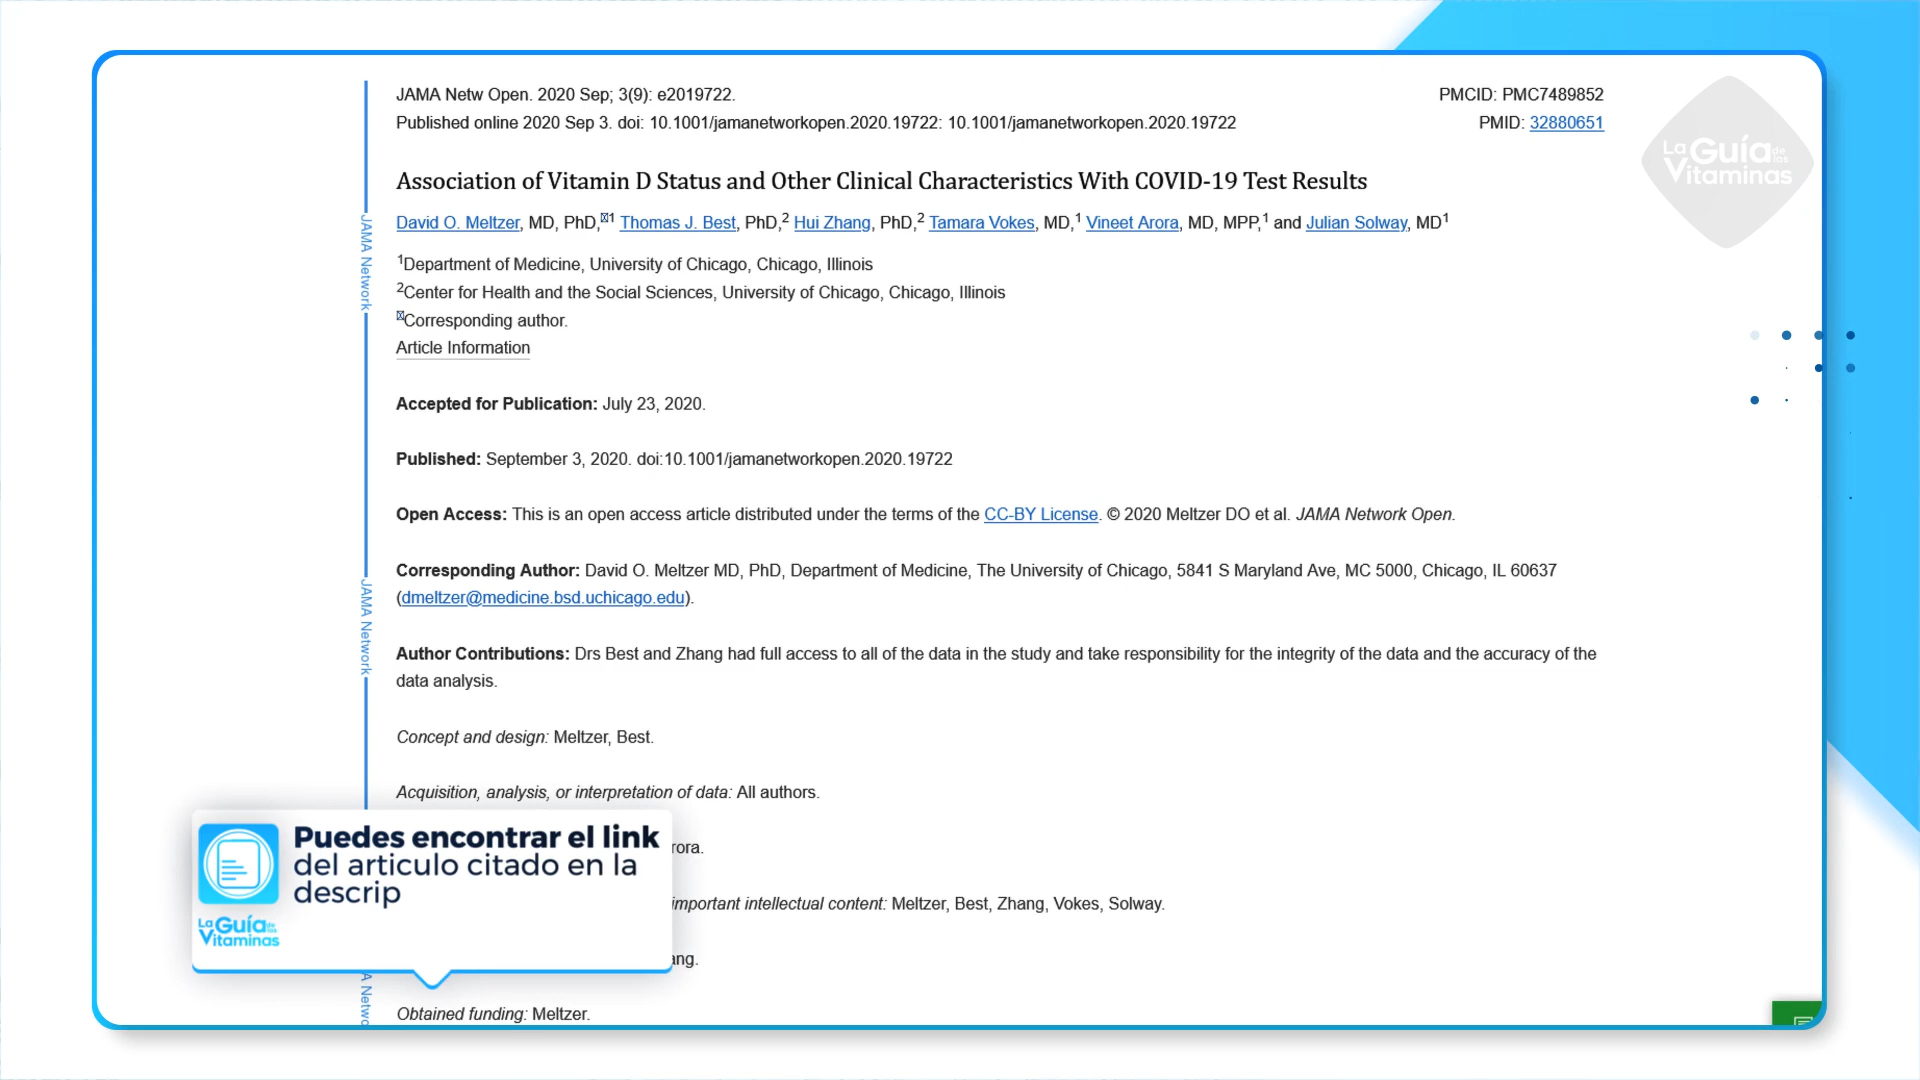 JAMA Netw Open. 2020 Sep; 3(9): e2019722.
PMCID: PMC7489852
Published online 2020 Sep 3. doi: 10.1001/jamanetworkopen.2020.19722: 10.1001/jamanetworkopen.2020.19722
PMID: 32880651
La Guía de las Vitaminas
Association of Vitamin D Status and Other Clinical Characteristics With COVID-19 Test Results
David O. Meltzer, MD, PhD,1 Thomas J. Best, PhD,2 Hui Zhang, PhD,2 Tamara Vokes, MD,1 Vineet Arora, MD, MPP,1 and Julian Solway, MD1
JAMA Network
1Department of Medicine, University of Chicago, Chicago, Illinois
2Center for Health and the Social Sciences, University of Chicago, Chicago, Illinois
Corresponding author.
Article Information
Accepted for Publication: July 23, 2020.
Published: September 3, 2020. doi:10.1001/jamanetworkopen.2020.19722
Open Access: This is an open access article distributed under the terms of the CC-BY License. © 2020 Meltzer DO et al. JAMA Network Open.
Corresponding Author: David O. Meltzer MD, PhD, Department of Medicine, The University of Chicago, 5841 S Maryland Ave, MC 5000, Chicago, IL 60637
(dmeltzer@medicine.bsd.uchicago.edu).
JAMA Network
Author Contributions: Drs Best and Zhang had full access to all of the data in the study and take responsibility for the integrity of the data and the accuracy of the
data analysis.
Concept and design: Meltzer, Best.
Acquisition, analysis, or interpretation of data: All authors.
rora.
important intellectual content: Meltzer, Best, Zhang, Vokes, Solway.
ang.
Obtained funding: Meltzer.
A Netwo
Puedes encontrar el link
del articulo citado en la
descrip
La Guía de las Vitaminas